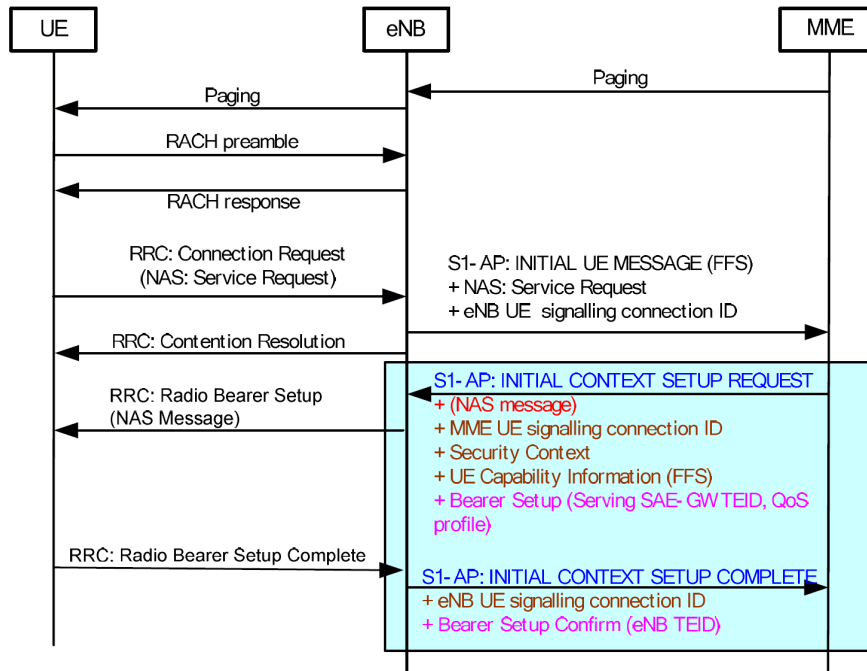 UE
eNB
MME
Paging
Paging
RACH preamble
RACH response
RRC: Connection Request
(NAS: Service Request)
S1- AP: INITIAL UE MESSAGE (FFS)
+ NAS: Service Request
+ eNB UE signalling connection ID
RRC: Contention Resolution
S1- AP: INITIAL CONTEXT SETUP REQUEST
+ (NAS message)
+ MME UE signalling connection ID
+ Security Context
+ UE Capability Information (FFS)
+ Bearer Setup (Serving SAE- GW TEID, QoS
profile)
RRC: Radio Bearer Setup
(NAS Message)
RRC: Radio Bearer Setup Complete
S1- AP: INITIAL CONTEXT SETUP COMPLETE
+ eNB UE signalling connection ID
+ Bearer Setup Confirm (eNB TEID)